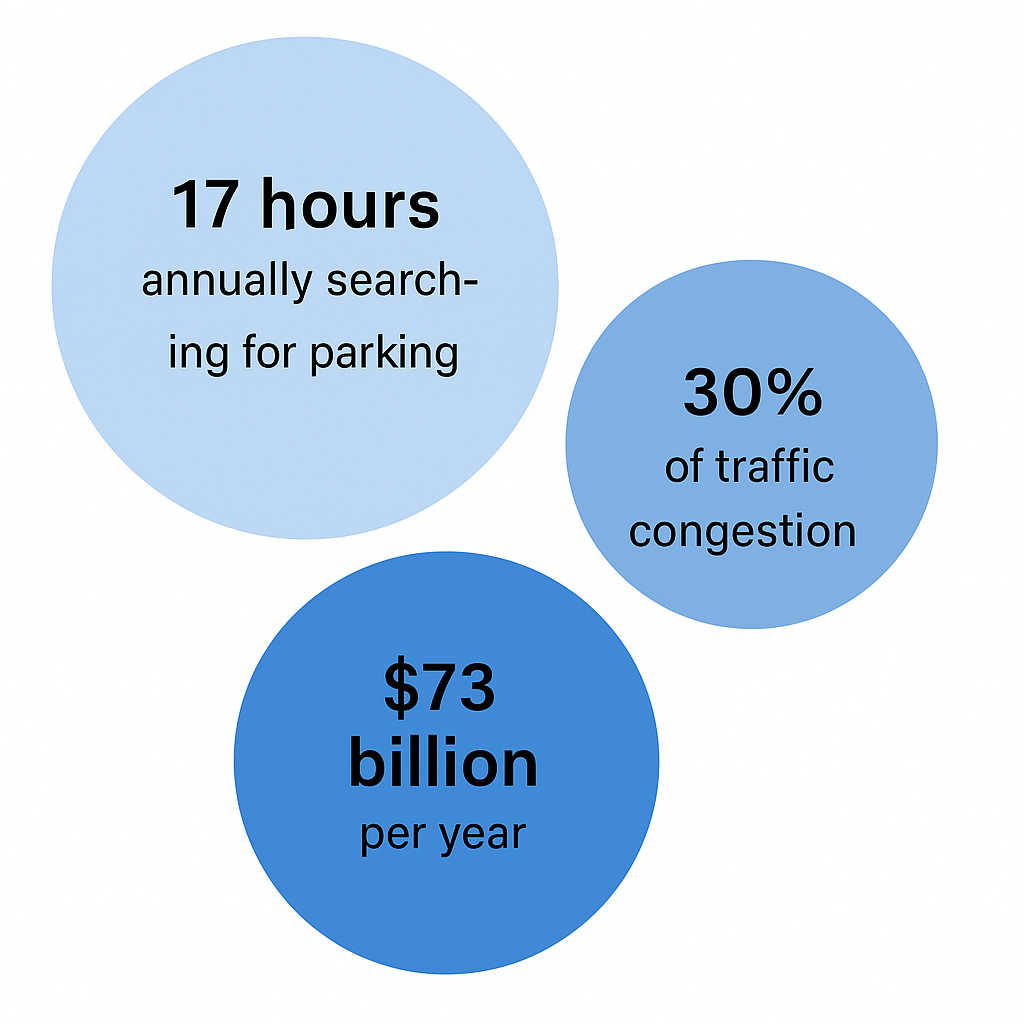 17 hours
annually search-
ing for parking
30%
of traffic
congestion
$73
billion
per year